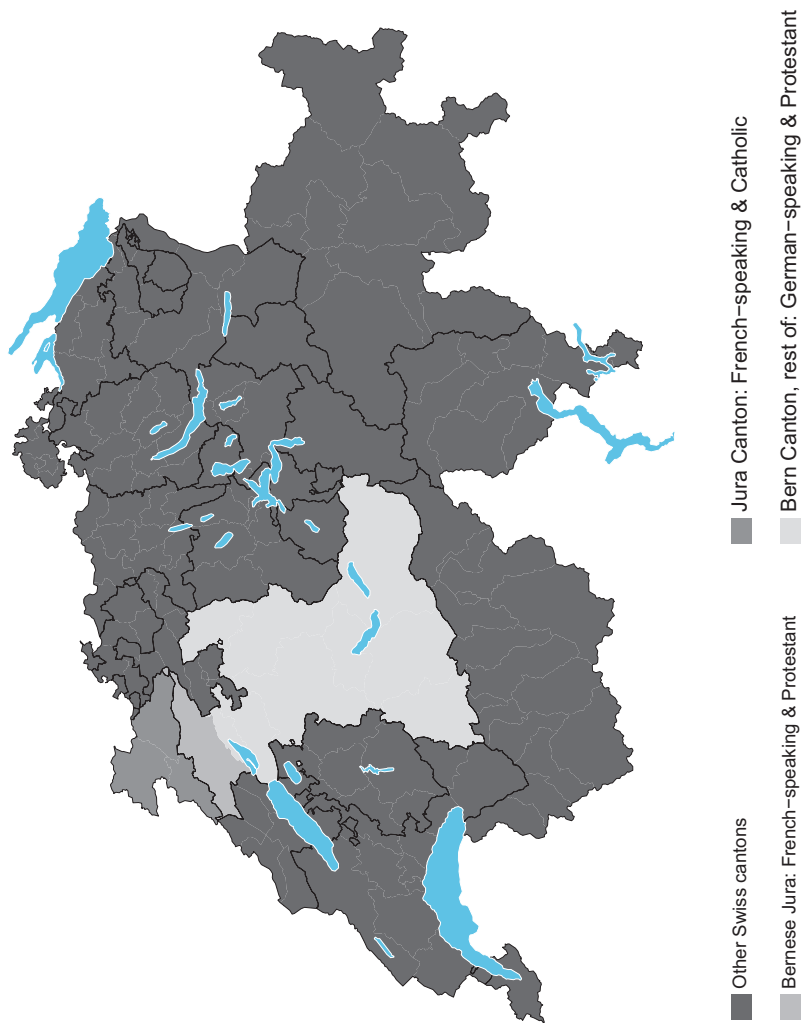 Other Swiss cantons
Jura Canton: French−speaking & Catholic
Bernese Jura: French−speaking & Protestant
Bern Canton, rest of: German−speaking & Protestant